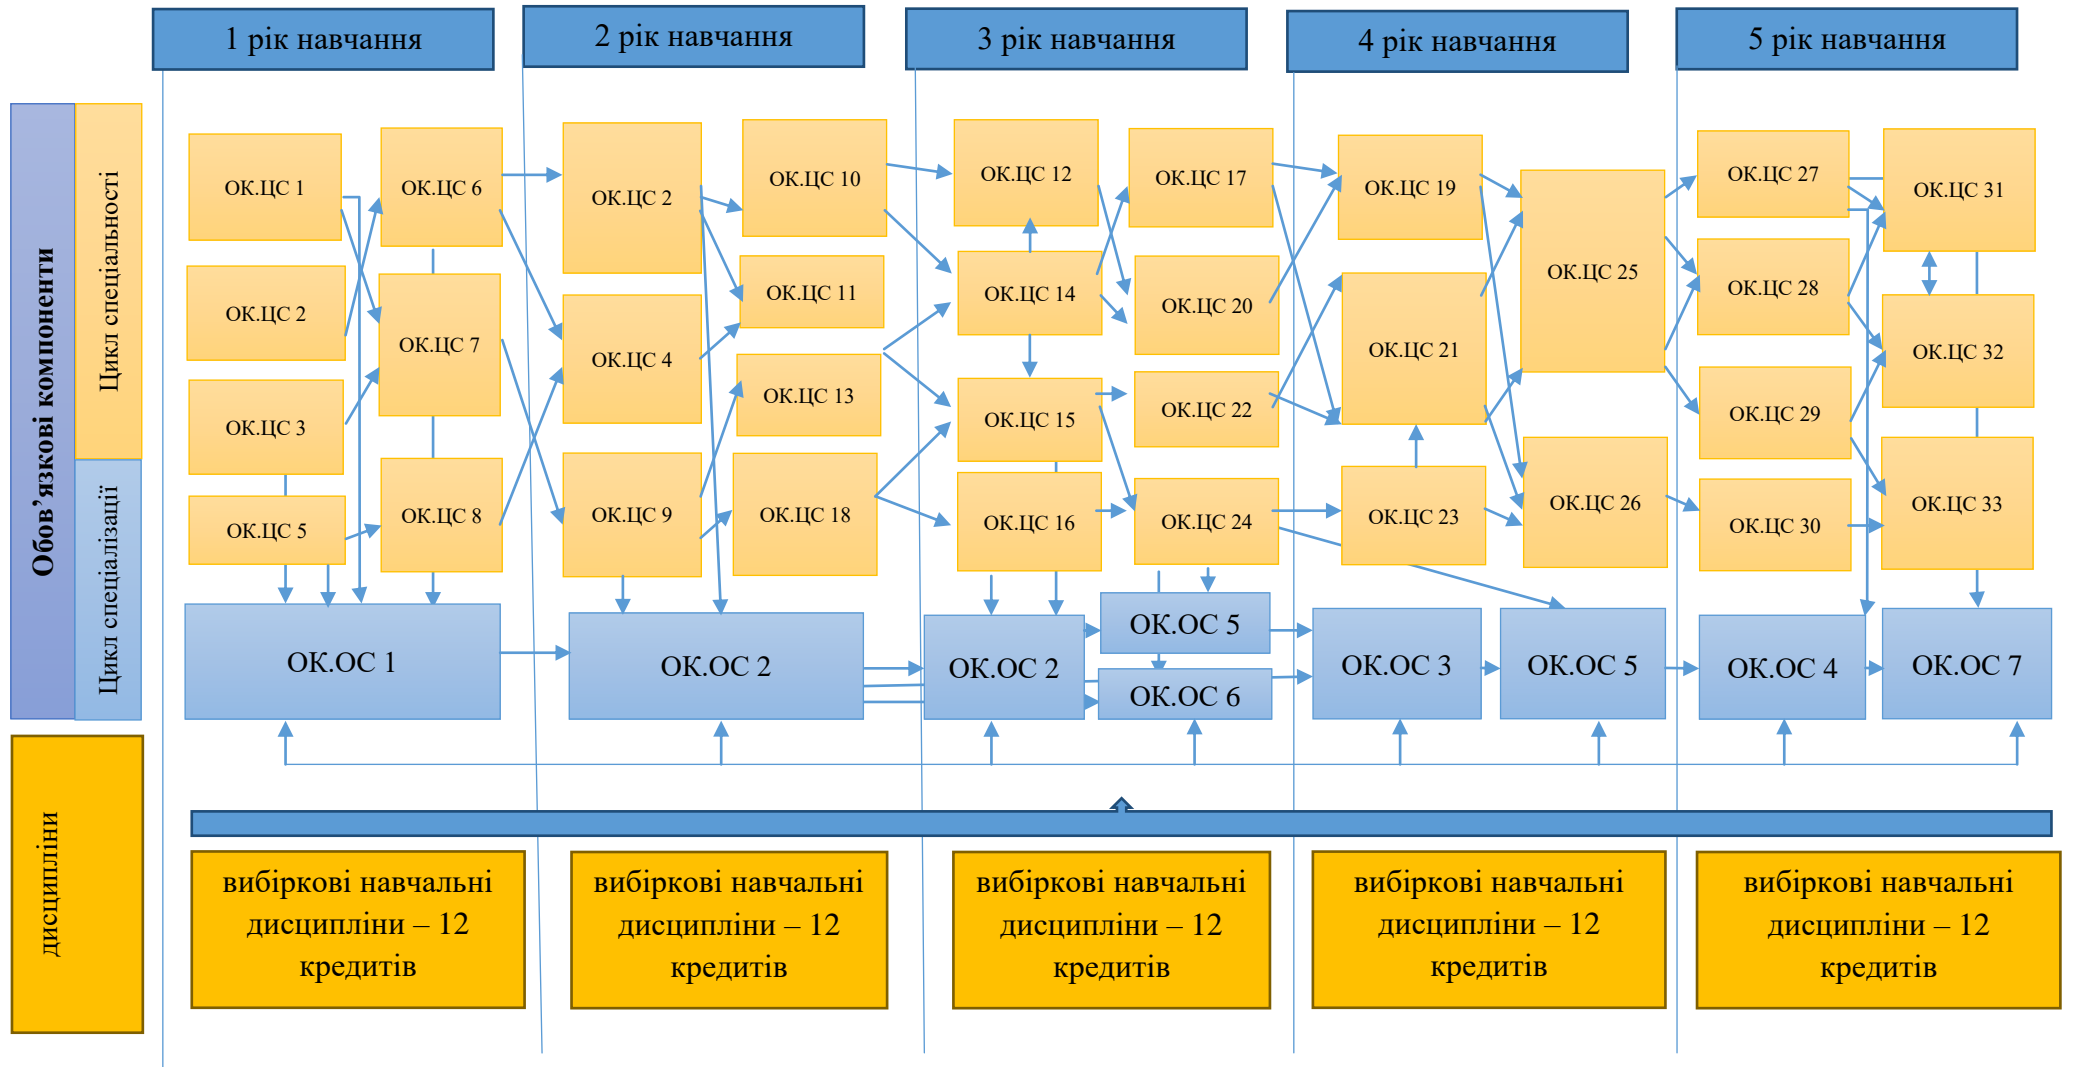 1 рік навчання
2 рік навчання
3 рік навчання
4 рік навчання
5 рік навчання
Обов’язкові компоненти
Цикл спеціальності
Цикл спеціалізації
ОК.ЦС 1
ОК.ЦС 2
ОК.ЦС 3
ОК.ЦС 5
ОК.ЦС 6
ОК.ЦС 7
ОК.ЦС 8
ОК.ЦС 2
ОК.ЦС 4
ОК.ЦС 9
ОК.ЦС 10
ОК.ЦС 11
ОК.ЦС 13
ОК.ЦС 18
ОК.ЦС 12
ОК.ЦС 14
ОК.ЦС 15
ОК.ЦС 16
ОК.ЦС 17
ОК.ЦС 20
ОК.ЦС 22
ОК.ЦС 24
ОК.ЦС 19
ОК.ЦС 21
ОК.ЦС 23
ОК.ЦС 25
ОК.ЦС 26
ОК.ЦС 27
ОК.ЦС 28
ОК.ЦС 29
ОК.ЦС 30
ОК.ЦС 31
ОК.ЦС 32
ОК.ЦС 33
ОК.ОС 1
ОК.ОС 2
ОК.ОС 2
ОК.ОС 5
ОК.ОС 6
ОК.ОС 3
ОК.ОС 5
ОК.ОС 4
ОК.ОС 7
дисципліни
вибіркові навчальні
дисципліни – 12
кредитів
вибіркові навчальні
дисципліни – 12
кредитів
вибіркові навчальні
дисципліни – 12
кредитів
вибіркові навчальні
дисципліни – 12
кредитів
вибіркові навчальні
дисципліни – 12
кредитів